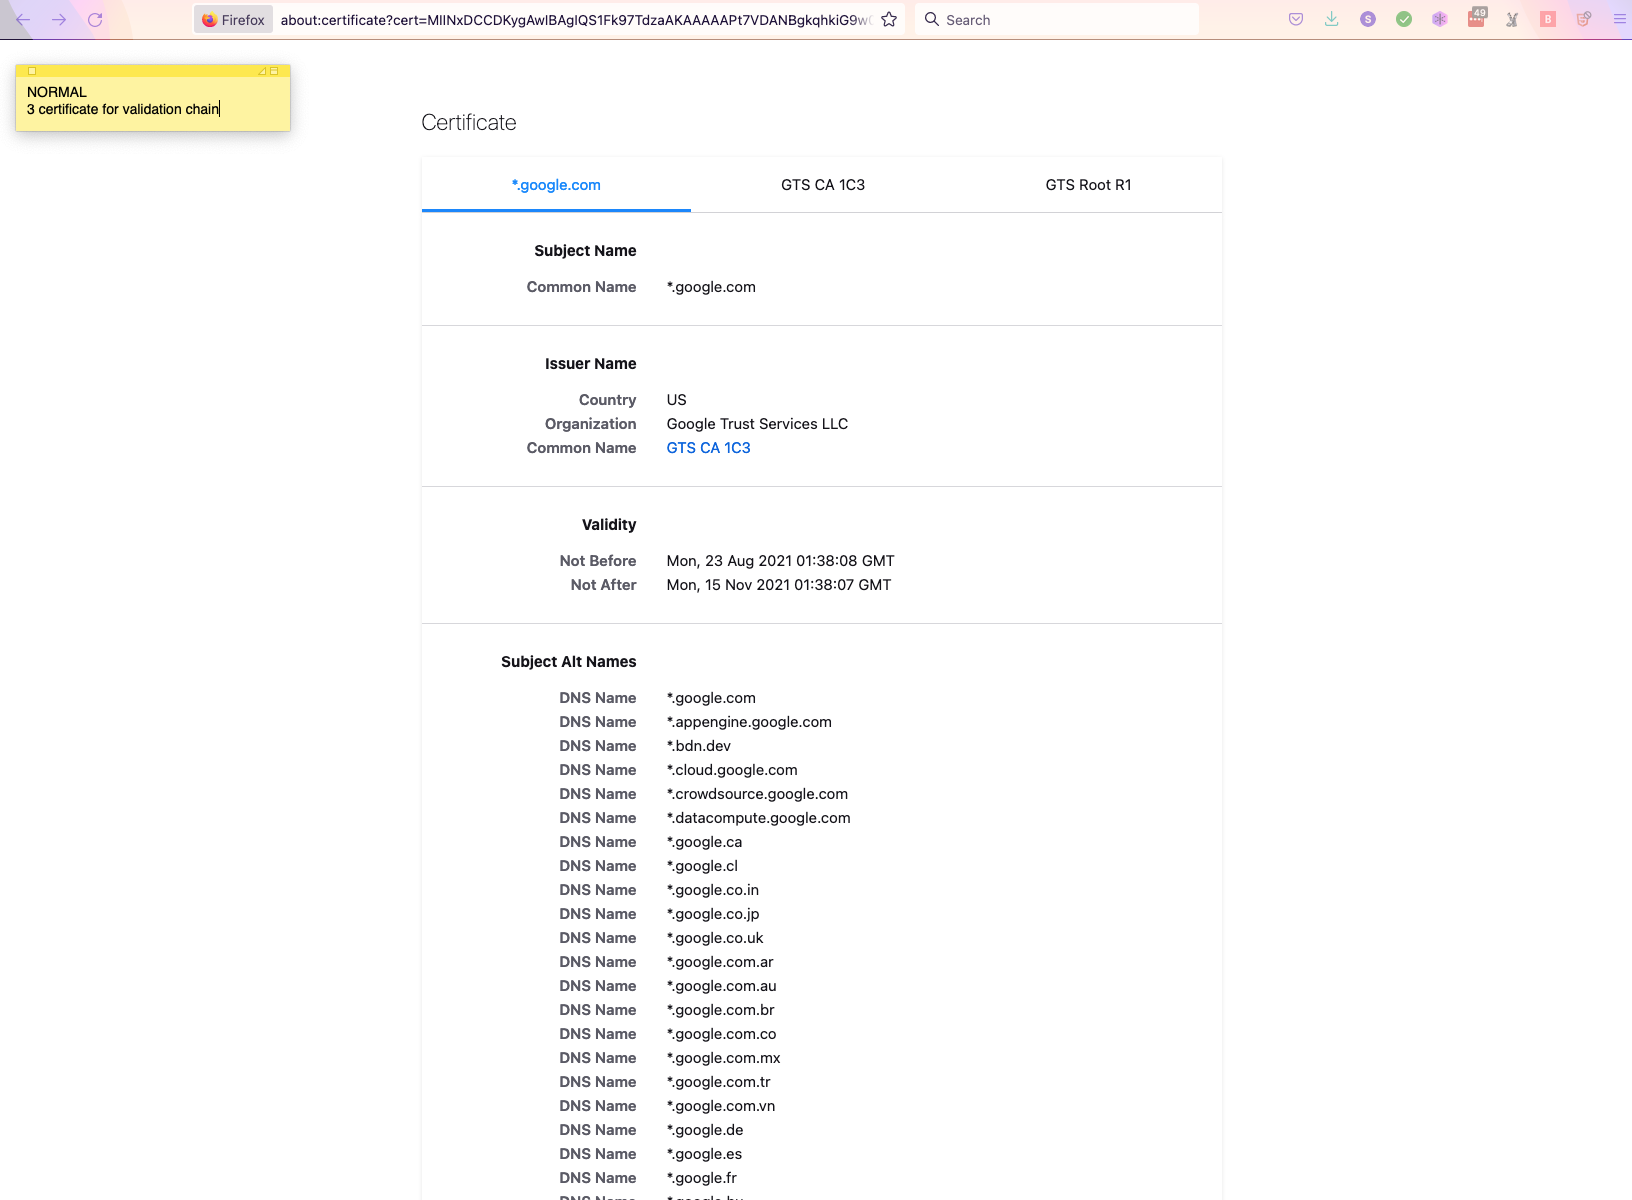 Firefox
about:certificate?cert=MIINxDCCDKygAwIBAgIQS1Fk97TdzaAKAAAAAPt7VDANBgkqhkiG9w
Search
49
S
B
NORMAL
3 certificate for validation chain
Certificate
*.google.com GTS CA 1C3 GTS Root R1
Subject Name
Common Name *.google.com
Issuer Name
Country US
Organization Google Trust Services LLC
Common Name GTS CA 1C3
Validity
Not Before Mon, 23 Aug 2021 01:38:08 GMT
Not After Mon, 15 Nov 2021 01:38:07 GMT
Subject Alt Names
DNS Name *.google.com
DNS Name *.appengine.google.com
DNS Name *.bdn.dev
DNS Name *.cloud.google.com
DNS Name *.crowdsource.google.com
DNS Name *.datacompute.google.com
DNS Name *.google.ca
DNS Name *.google.cl
DNS Name *.google.co.in
DNS Name *.google.co.jp
DNS Name *.google.co.uk
DNS Name *.google.com.ar
DNS Name *.google.com.au
DNS Name *.google.com.br
DNS Name *.google.com.co
DNS Name *.google.com.mx
DNS Name *.google.com.tr
DNS Name *.google.com.vn
DNS Name *.google.de
DNS Name *.google.es
DNS Name *.google.fr